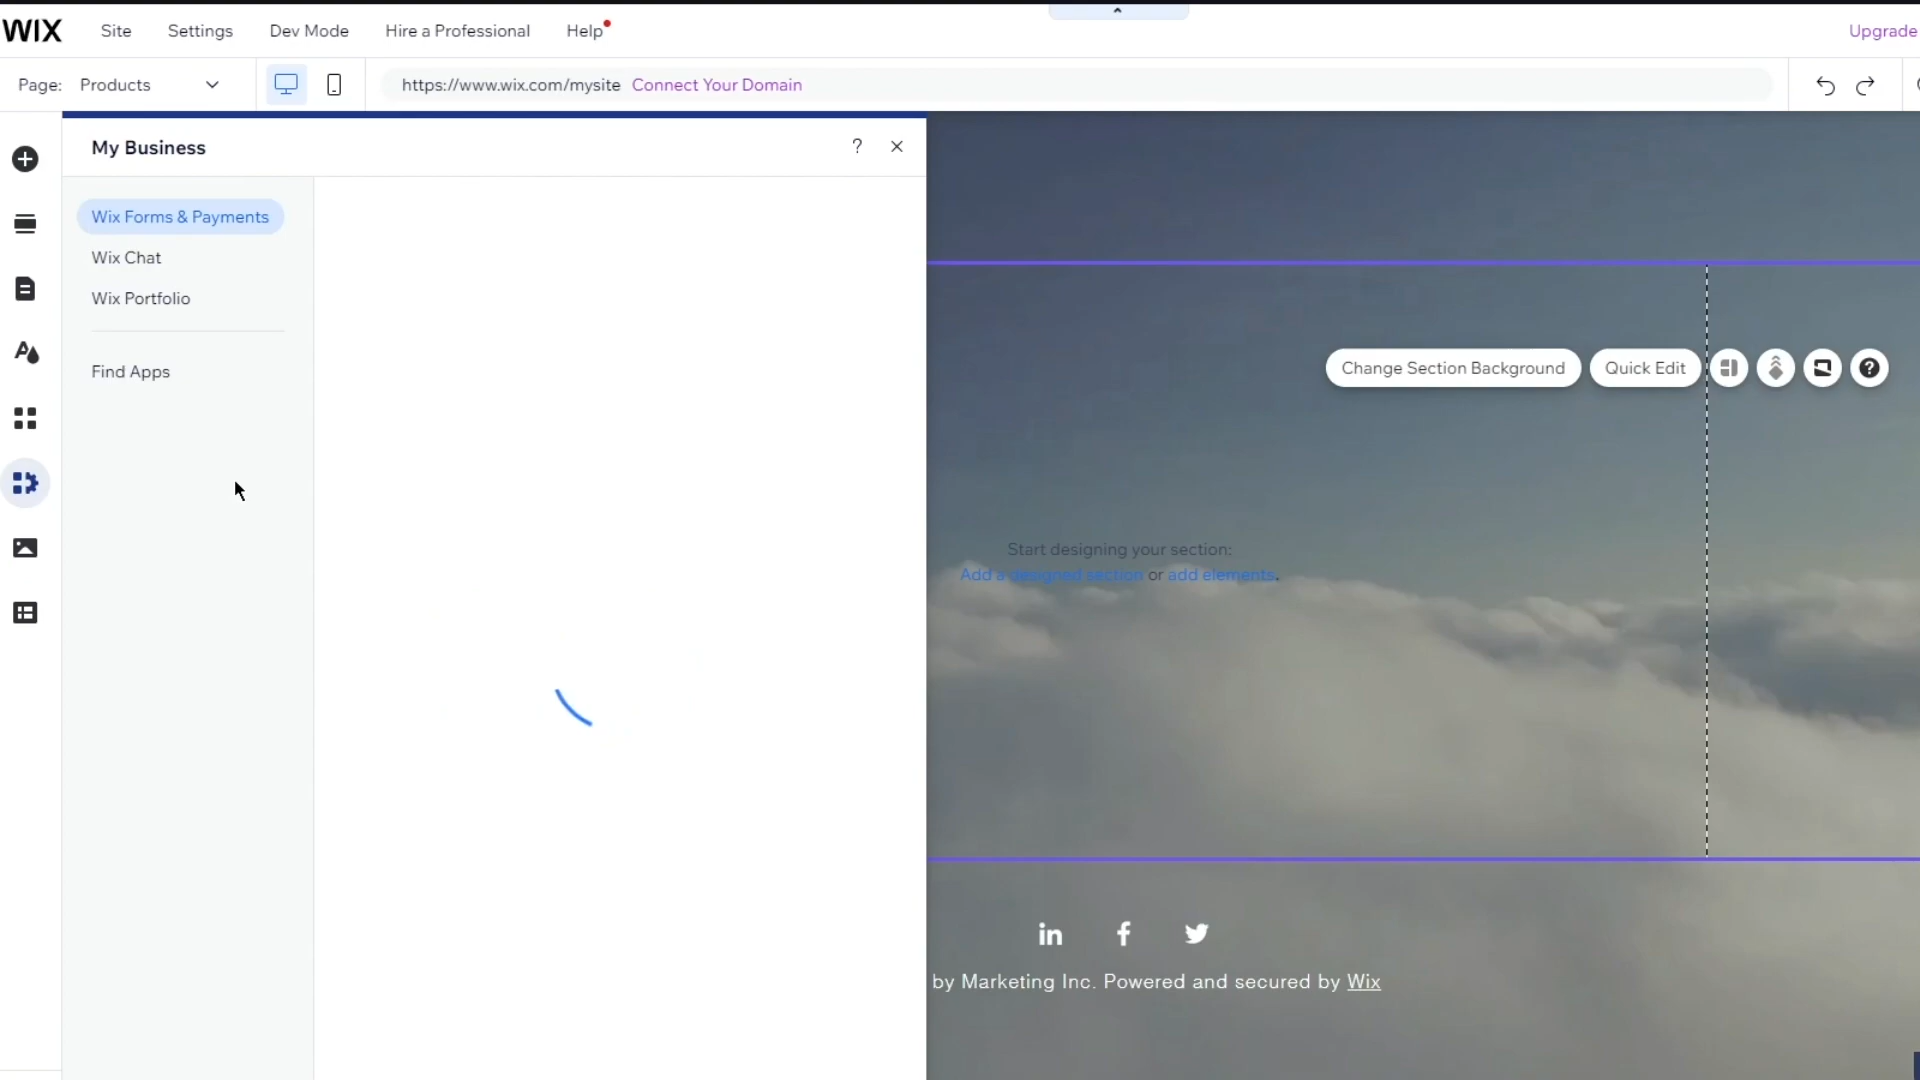 WIX Site Settings Dev Mode Hire a Professional Help Upgrade
Page: Products https://www.wix.com/mysite Connect Your Domain
My Business ?
Wix Forms & Payments
Wix Chat
Wix Portfolio
Find Apps
Change Section Background Quick Edit ?
Start designing your section:
Add a designed section or add elements.
in f
by Marketing Inc. Powered and secured by Wix